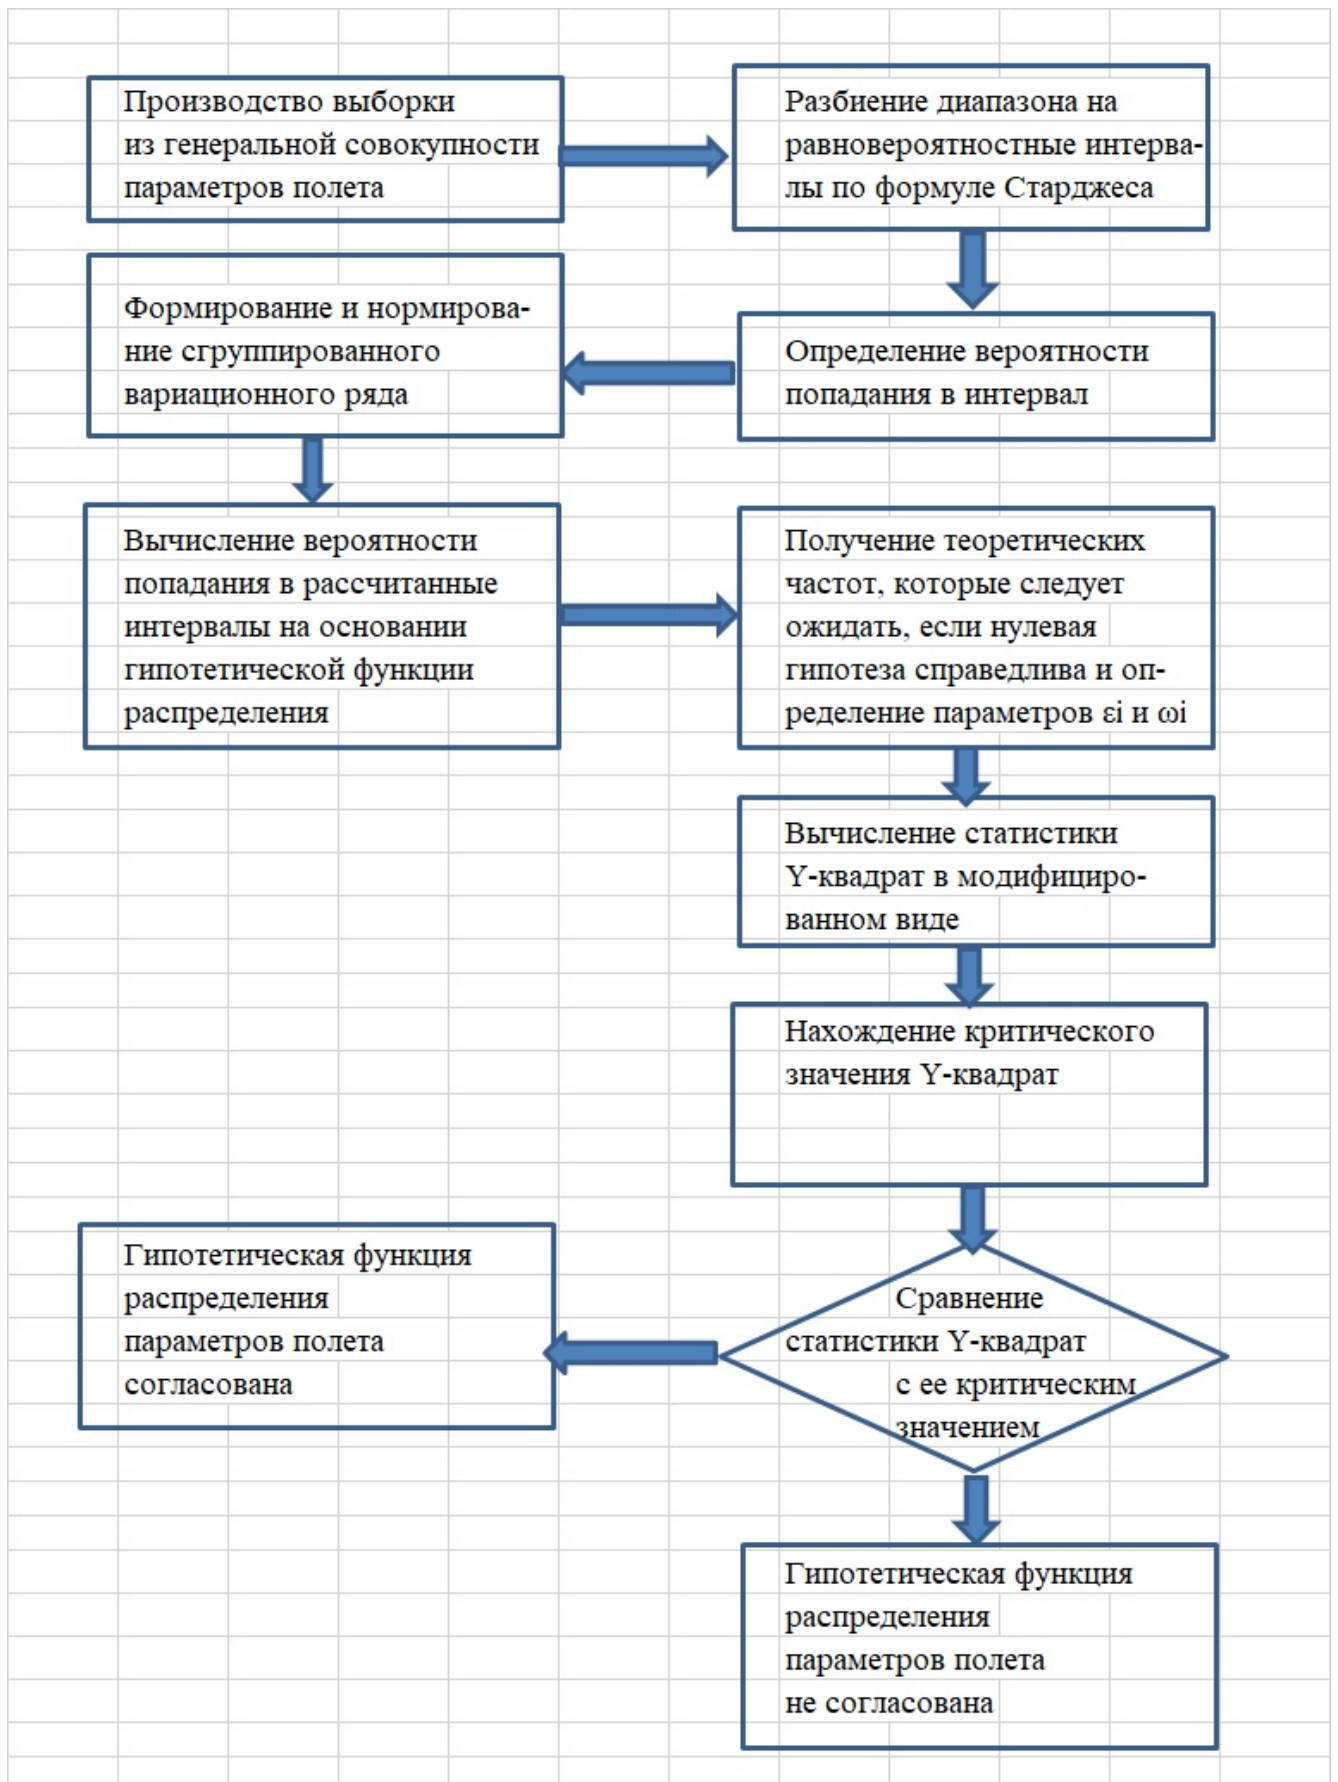 Производство выборки
из генеральной совокупности
параметров полета
Разбиение диапазона на
равновероятностные интерва-
лы по формуле Старджеса
Определение вероятности
попадания в интервал
Формирование и нормирова-
ние сгруппированного
вариационного ряда
Вычисление вероятности
попадания в рассчитанные
интервалы на основании
гипотетической функции
распределения
Получение теоретических
частот, которые следует
ожидать, если нулевая
гипотеза справедлива и оп-
ределение параметров εi и ωi
Вычисление статистики
Y-квадрат в модифициро-
ванном виде
Нахождение критического
значения Y-квадрат
Сравнение
статистики Y-квадрат
с ее критическим
значением
Гипотетическая функция
распределения
параметров полета
согласована
Гипотетическая функция
распределения
параметров полета
не согласована